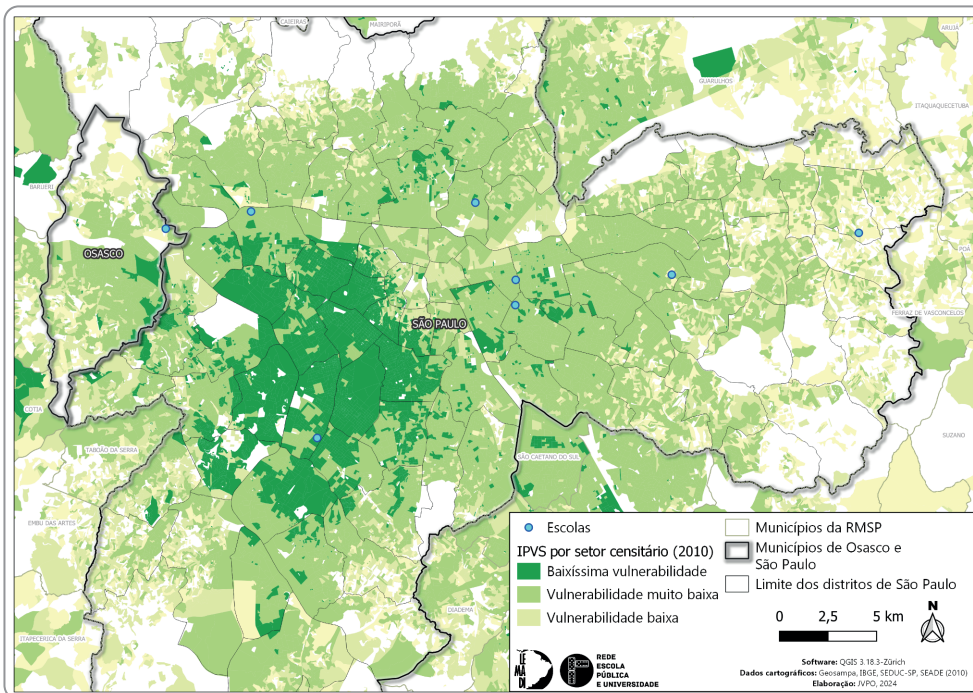 CAIEIRAS
MAIRIPORÃ
ARUJÁ
GUARULHOS
ITAQUAQUECETUBA
BARUERI
OSASCO
POÁ
FERRAZ DE VASCONCELOS
SÃO PAULO
COTIA
TABOÃO DA SERRA
SUZANO
SÃO CAETANO DO SUL
EMBU DAS ARTES
DIADEMA
ITAPECERICA DA SERRA
Escolas
IPVS por setor censitário (2010)
Baixíssima vulnerabilidade
Vulnerabilidade muito baixa
Vulnerabilidade baixa
Municípios da RMSP
Municípios de Osasco e
São Paulo
Limite dos distritos de São Paulo
0 2,5 5 km
N
LE
MA
DI
REDE
ESCOLA
PÚBLICA
E UNIVERSIDADE
Software: QGIS 3.18.3-Zürich
Dados cartográficos: Geosampa, IBGE, SEDUC-SP, SEADE (2010)
Elaboração: JVPO, 2024